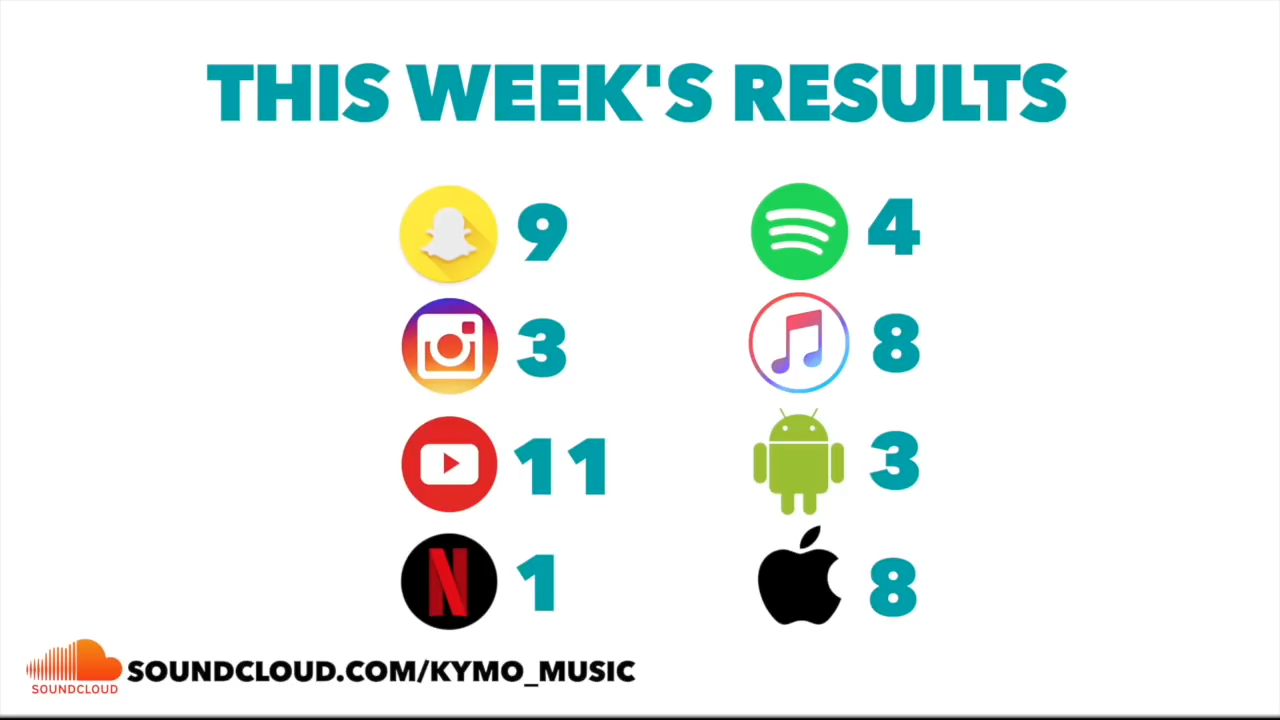 THIS WEEK'S RESULTS
9 4
3 8
11 3
1 8
SOUNDCLOUD
SOUNDCLOUD.COM/KYMO_MUSIC